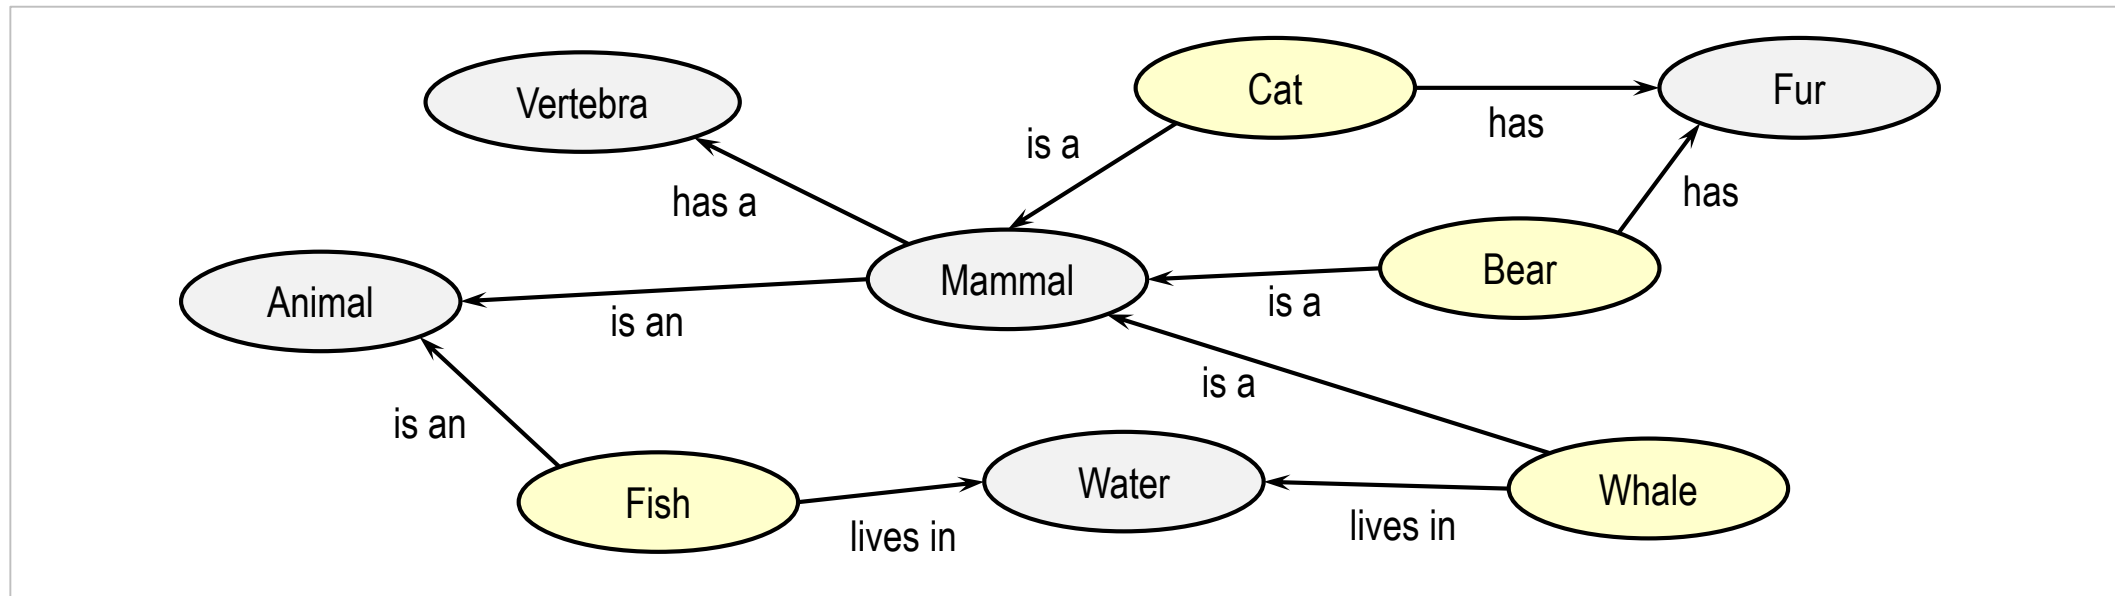 Vertebra
Cat
Fur
has
is a
has a
has
Animal
Mammal
Bear
is an
is a
is a
is an
Fish
Water
Whale
lives in
lives in